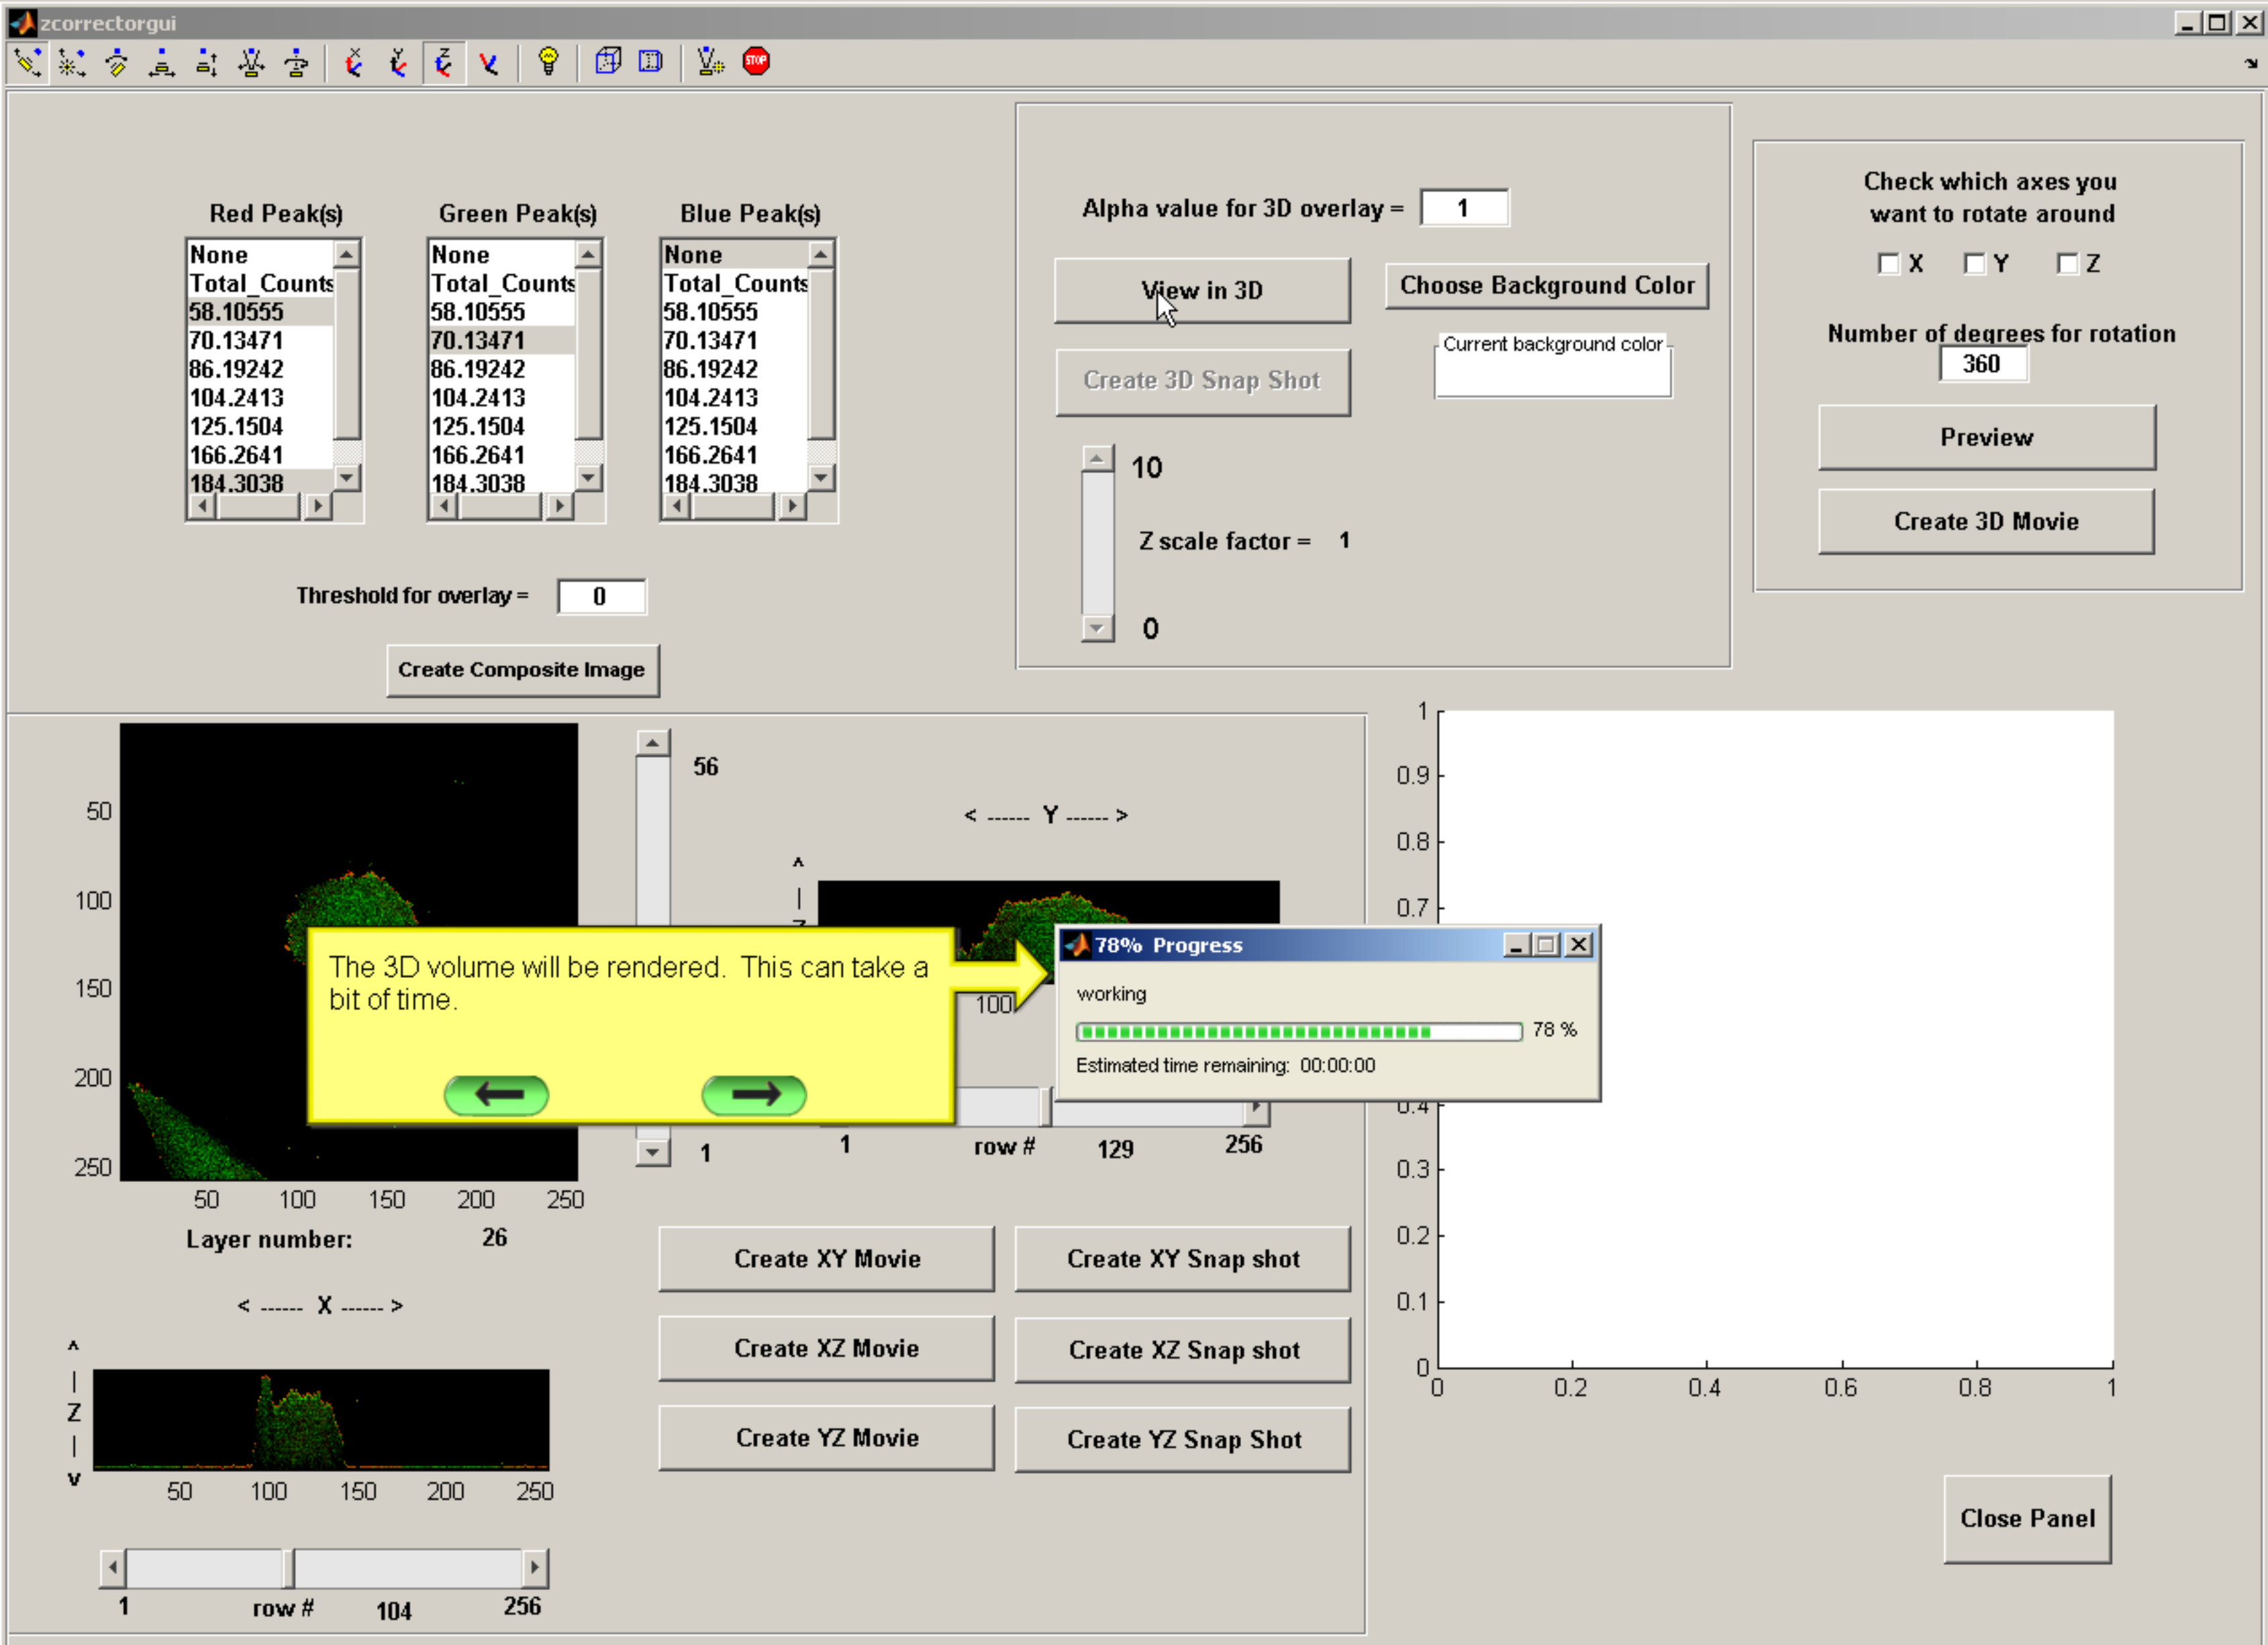 zcorrectorgui
X Y Z
STOP
Red Peak(s)
None
Total_Counts
58.10555
70.13471
86.19242
104.2413
125.1504
166.2641
184.3038
Green Peak(s)
None
Total_Counts
58.10555
70.13471
86.19242
104.2413
125.1504
166.2641
184.3038
Blue Peak(s)
None
Total_Counts
58.10555
70.13471
86.19242
104.2413
125.1504
166.2641
184.3038
Threshold for overlay = 0
Create Composite Image
Alpha value for 3D overlay = 1
View in 3D
Choose Background Color
Create 3D Snap Shot
Current background color
10
Z scale factor = 1
0
Check which axes you
want to rotate around
X Y Z
Number of degrees for rotation
360
Preview
Create 3D Movie
50
100
150
200
250
50 100 150 200 250
Layer number: 26
56
1
< ------ Y ------ >
^
|
100
1 row # 129 256
The 3D volume will be rendered. This can take a
bit of time.
78% Progress
working
78 %
Estimated time remaining: 00:00:00
< ------ X ------ >
^
|
Z
|
v
50 100 150 200 250
1 row # 104 256
Create XY Movie
Create XY Snap shot
Create XZ Movie
Create XZ Snap shot
Create YZ Movie
Create YZ Snap Shot
1
0.9
0.8
0.7
0.4
0.3
0.2
0.1
0
0 0.2 0.4 0.6 0.8 1
Close Panel